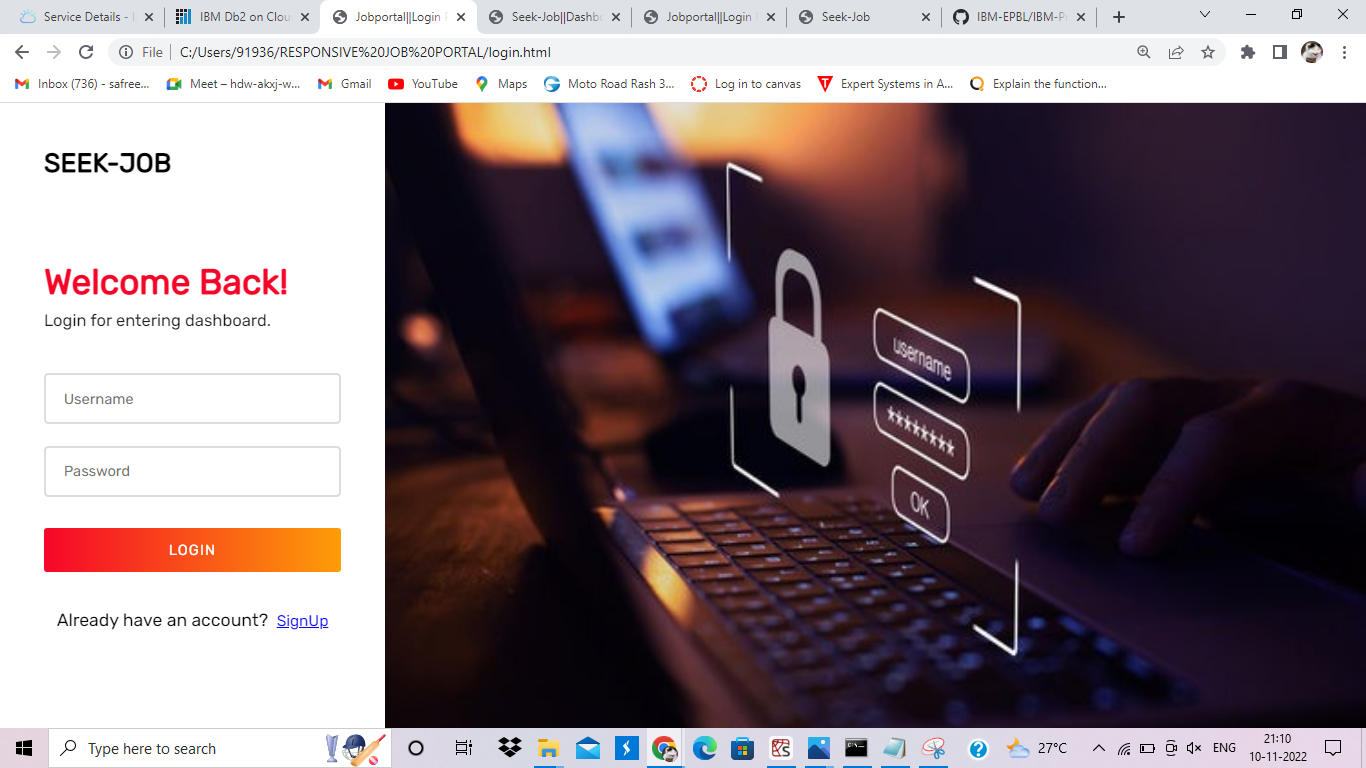 Service Details - I
IBM Db2 on Clou
Jobportal||Login P
Seek-Job||Dashb
Jobportal||Login P
Seek-Job
IBM-EPBL/IBM-Pr
File
C:/Users/91936/RESPONSIVE%20JOB%20PORTAL/login.html
Inbox (736) - safree...
Meet – hdw-akxj-w...
Gmail
YouTube
Maps
Moto Road Rash 3...
Log in to canvas
Expert Systems in A...
Explain the function...
SEEK-JOB
Welcome Back!
Login for entering dashboard.
Username
Password
LOGIN
Already have an account? SignUp
username
********
OK
Type here to search
27°C
ENG
21:10
10-11-2022